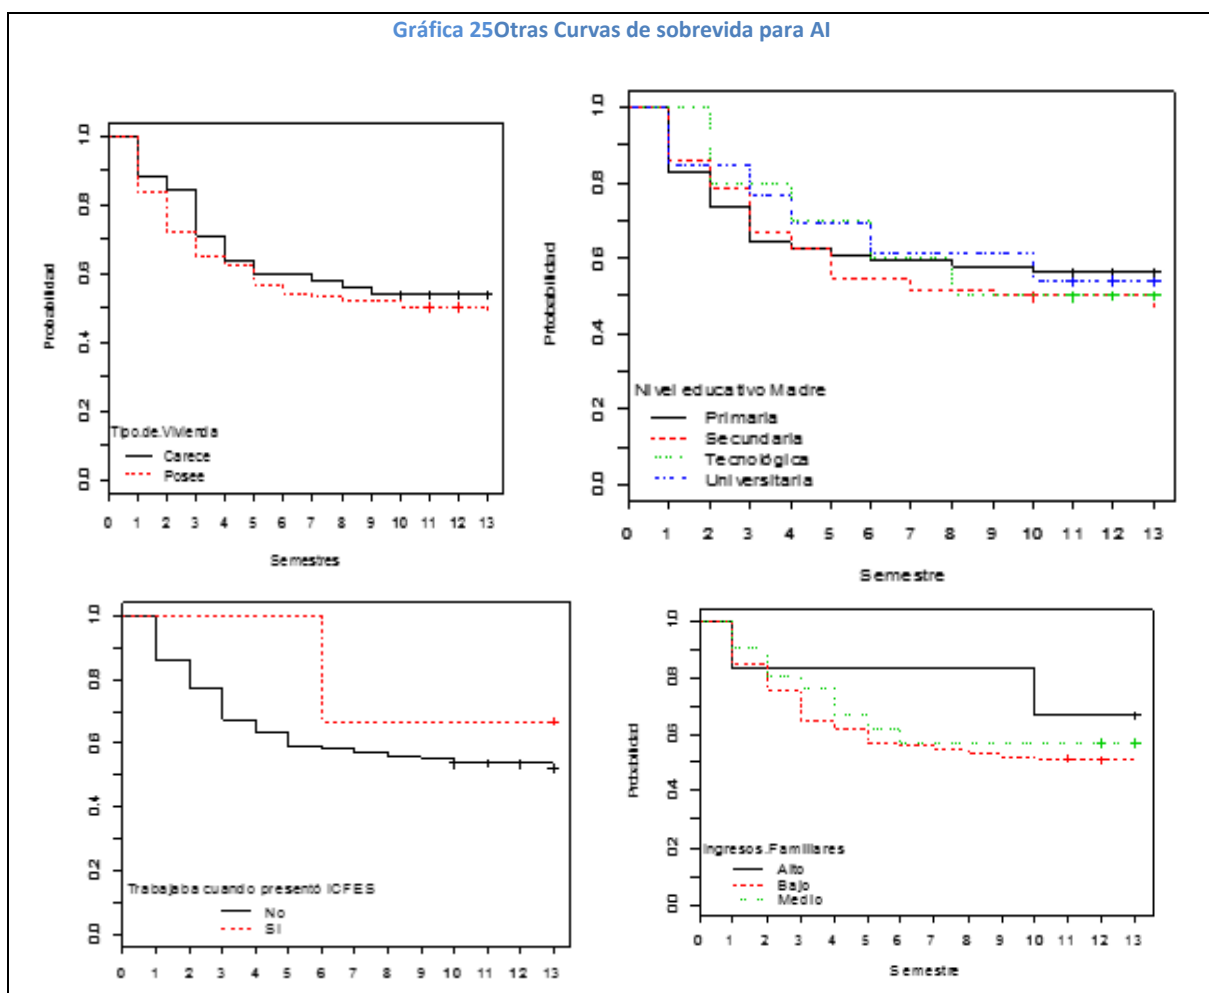 Gráfica 25Otras Curvas de sobrevida para AI
Probabilidad
1.0
0.8
0.6
0.4
0.2
0.0
Tipo.de.Vivienda
Carece
Posee
0 1 2 3 4 5 6 7 8 9 10 11 12 13
Semestres
Prtobabilidad
1.0
0.8
0.6
0.4
0.2
0.0
Nivel educativo Madre
Primaria
Secundaria
Tecnológica
Universitaria
0 1 2 3 4 5 6 7 8 9 10 11 12 13
Semestre
1.0
0.8
0.6
0.4
0.2
0.0
Trabajaba cuando presentó ICFES
No
Si
0 1 2 3 4 5 6 7 8 9 10 11 12 13
Probabilidad
1.0
0.8
0.6
0.4
0.2
0.0
Ingresos.Familiares
Alto
Bajo
Medio
0 1 2 3 4 5 6 7 8 9 10 11 12 13
Semestre